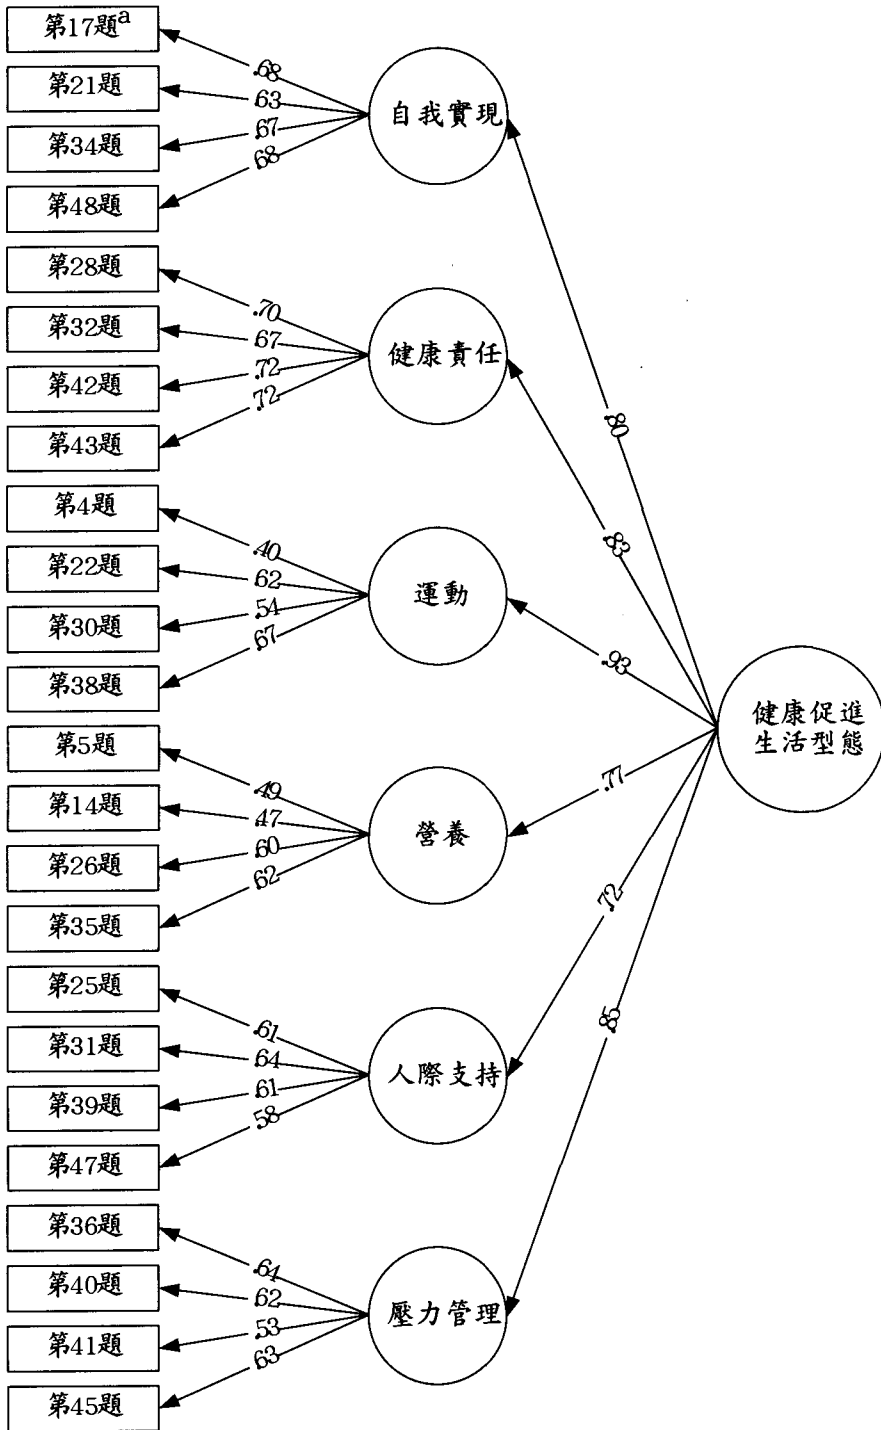 第17題a
第21題
第34題
第48題
.68
.63
.67
.68
自我實現
第28題
第32題
第42題
第43題
.70
.67
.72
.72
健康責任
第4題
第22題
第30題
第38題
.40
.62
.54
.67
運動
第5題
第14題
第26題
第35題
.49
.47
.60
.62
營養
第25題
第31題
第39題
第47題
.61
.64
.61
.58
人際支持
第36題
第40題
第41題
第45題
.64
.62
.53
.63
壓力管理
.80
.83
.93
.77
.72
.85
健康促進
生活型態